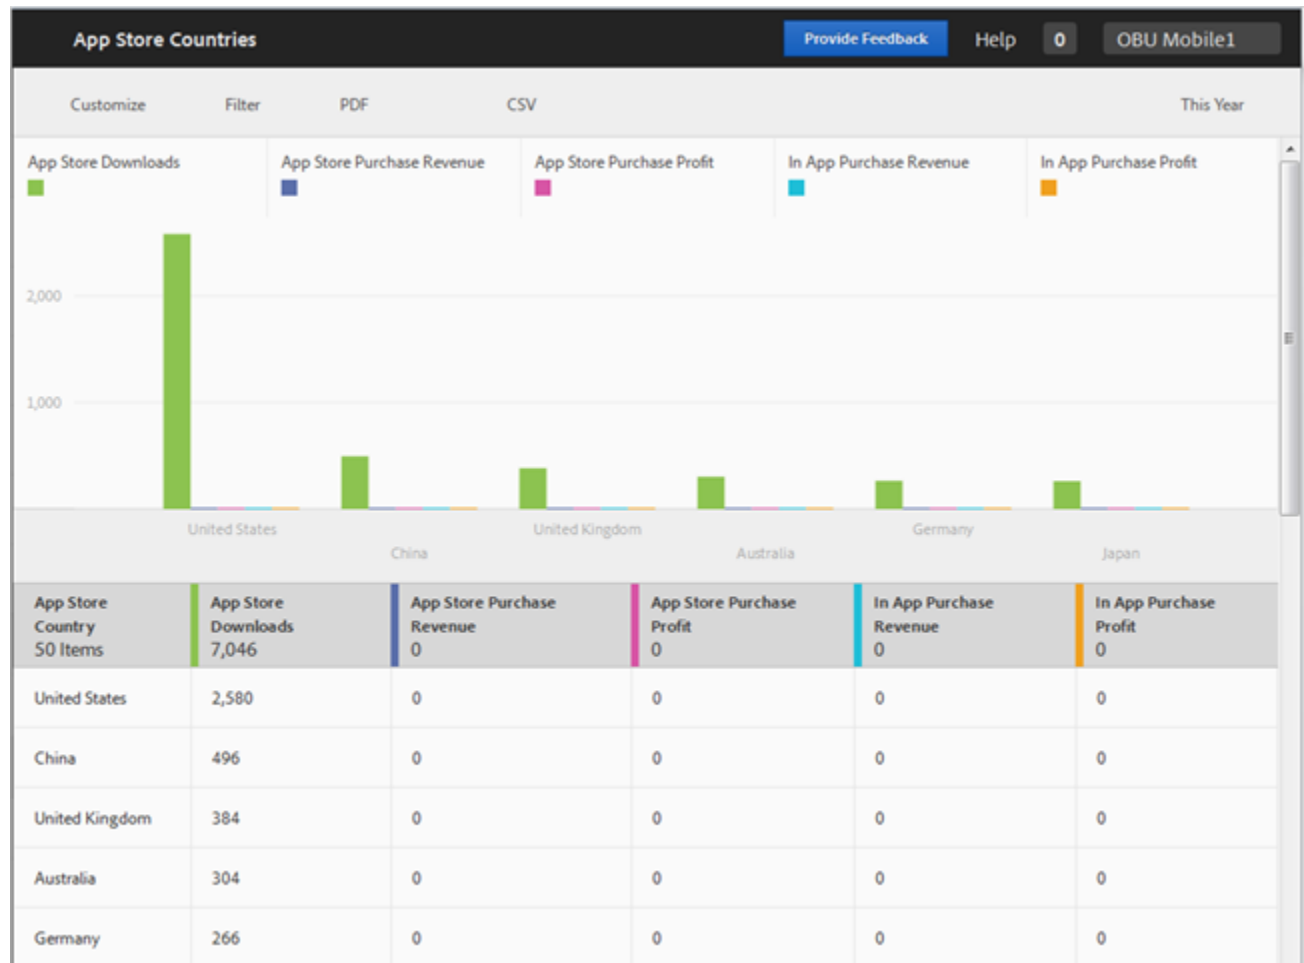 App Store Countries Provide Feedback Help 0 OBU Mobile1
Customize Filter PDF CSV This Year
App Store Downloads App Store Purchase Revenue App Store Purchase Profit In App Purchase Revenue In App Purchase Profit
2,000
1,000
United States United Kingdom Germany
China Australia Japan
App Store App Store App Store Purchase App Store Purchase In App Purchase In App Purchase
Country Downloads Revenue Profit Revenue Profit
50 Items 7,046 0 0 0 0
United States 2,580 0 0 0 0
China 496 0 0 0 0
United Kingdom 384 0 0 0 0
Australia 304 0 0 0 0
Germany 266 0 0 0 0